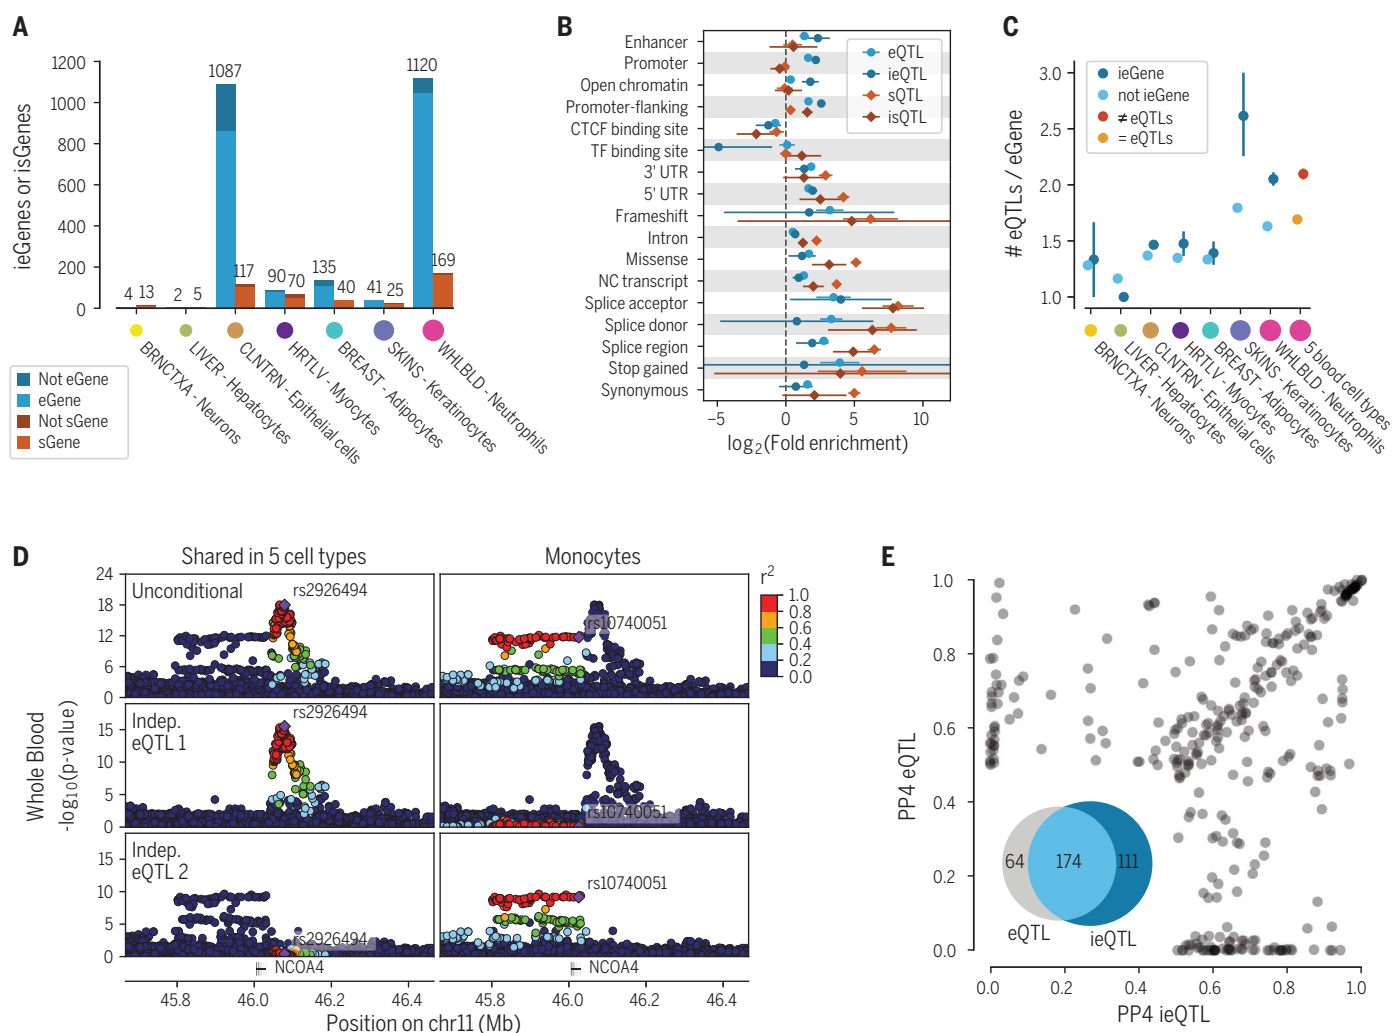 A
ieGenes or isGenes
1200
1000
800
600
400
200
0
4 13
2 5
1087
117
90 70
135
40
41 25
1120
169
BRNCTXA - Neurons
LIVER - Hepatocytes
CLNTRN - Epithelial cells
HRTLV - Myocytes
BREAST - Adipocytes
SKINS - Keratinocytes
WHLBLD - Neutrophils
Not eGene
eGene
Not sGene
sGene
B
Enhancer
Promoter
Open chromatin
Promoter-flanking
CTCF binding site
TF binding site
3' UTR
5' UTR
Frameshift
Intron
Missense
NC transcript
Splice acceptor
Splice donor
Splice region
Stop gained
Synonymous
eQTL
ieQTL
sQTL
isQTL
−5 0 5 10
log2(Fold enrichment)
C
# eQTLs / eGene
3.0
2.5
2.0
1.5
1.0
ieGene
not ieGene
≠ eQTLs
= eQTLs
BRNCTXA - Neurons
LIVER - Hepatocytes
CLNTRN - Epithelial cells
HRTLV - Myocytes
BREAST - Adipocytes
SKINS - Keratinocytes
WHLBLD - Neutrophils
5 blood cell types
D
Shared in 5 cell types
Monocytes
Whole Blood
-log10(p-value)
24
18
12
6
0
Unconditional
rs2926494
rs10740051
r2
1.0
0.8
0.6
0.4
0.2
0.0
15
10
5
0
Indep.
eQTL 1
rs2926494
rs10740051
15
10
5
0
Indep.
eQTL 2
rs2926494
rs10740051
NCOA4
NCOA4
45.8 46.0 46.2 46.4
45.8 46.0 46.2 46.4
Position on chr11 (Mb)
E
PP4 eQTL
1.0
0.8
0.6
0.4
0.2
0.0
64 174 111
eQTL
ieQTL
0.0 0.2 0.4 0.6 0.8 1.0
PP4 ieQTL